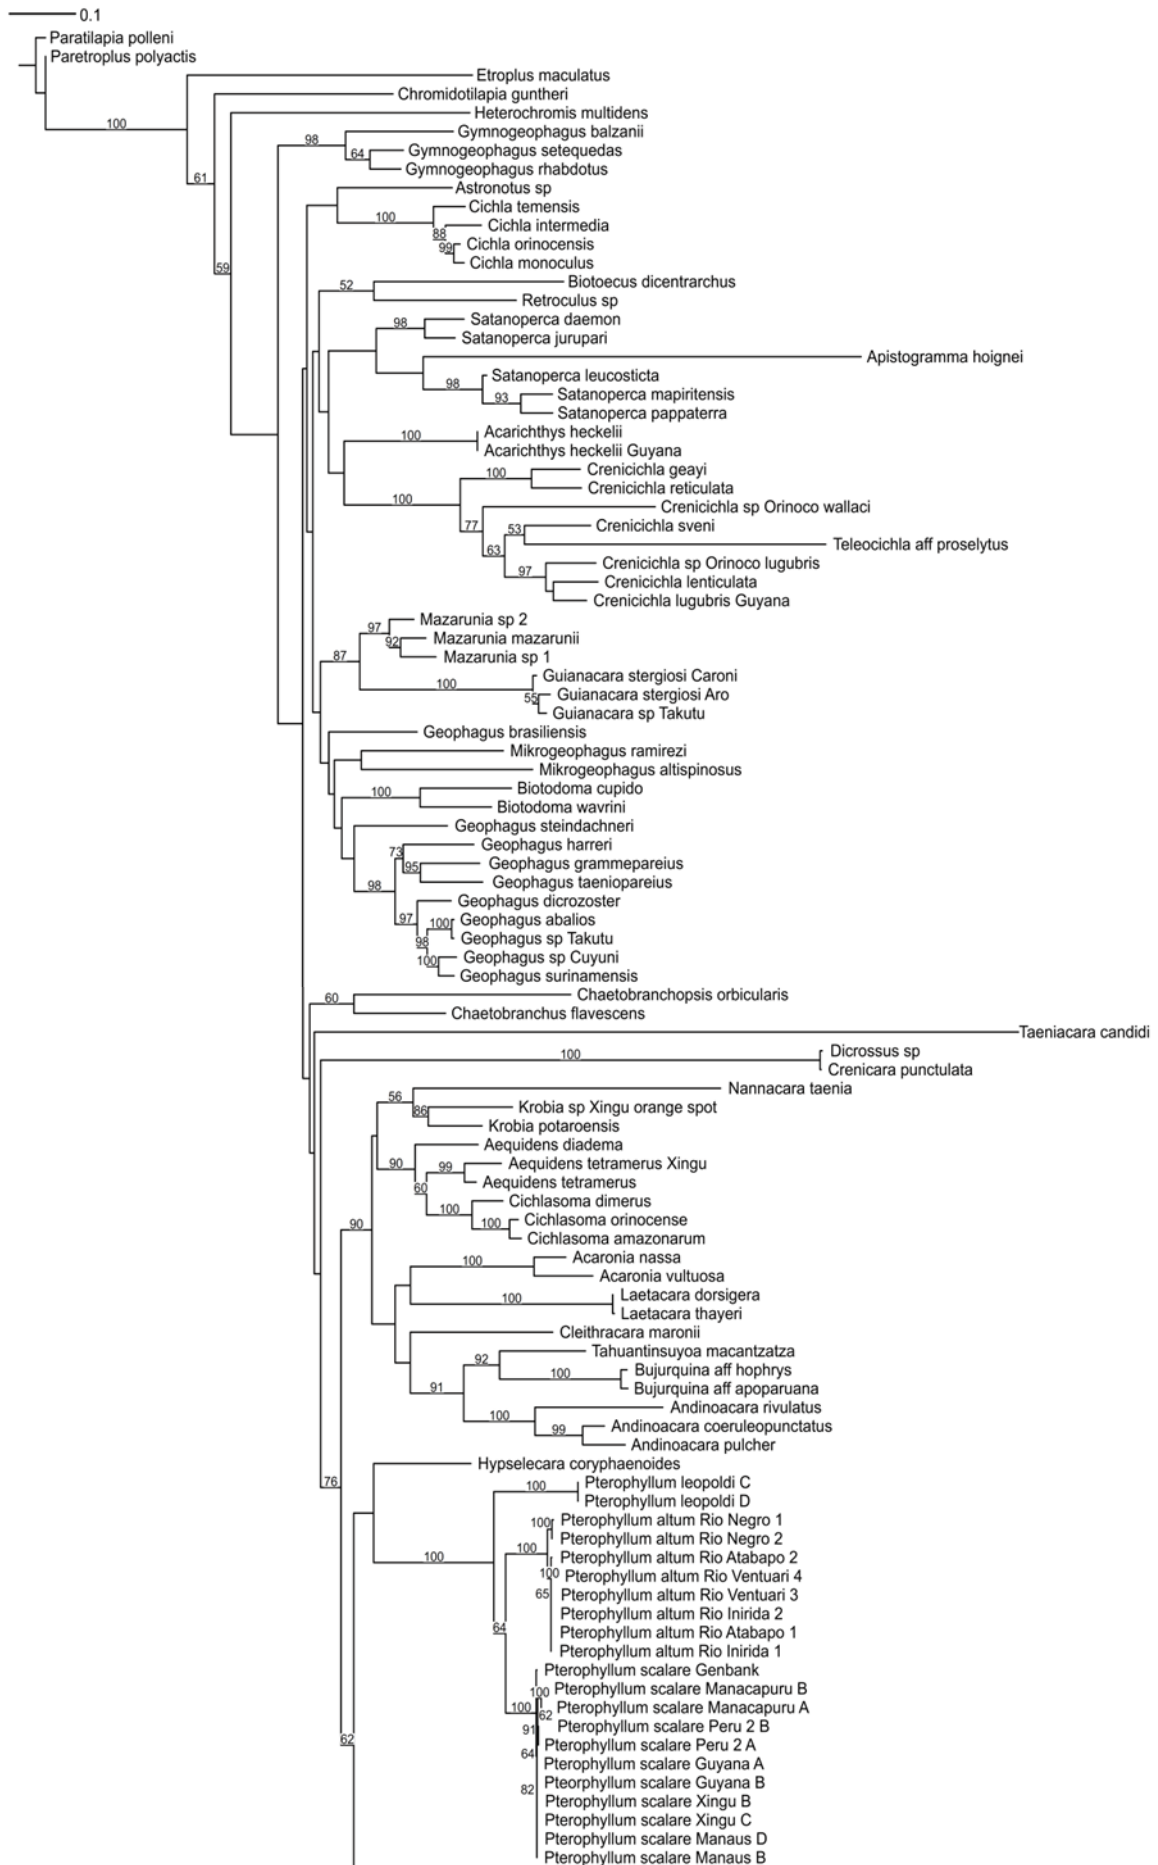 0.1
Paratilapia polleni
Paretroplus polyactis
Etroplus maculatus
Chromidotilapia guntheri
100
Heterochromis multidens
Gymnogeophagus balzanii
98
Gymnogeophagus setequedas
64
Gymnogeophagus rhabdotus
61
Astronotus sp
Cichla temensis
100
Cichla intermedia
88
Cichla orinocensis
99
Cichla monoculus
59
Biotoecus dicentrarchus
52
Retroculus sp
Satanoperca daemon
98
Satanoperca jurupari
Apistogramma hoignei
Satanoperca leucosticta
98
Satanoperca mapiritensis
93
Satanoperca pappaterra
Acarichthys heckelii
100
Acarichthys heckelii Guyana
Crenicichla geayi
100
Crenicichla reticulata
100
Crenicichla sp Orinoco wallaci
77
Crenicichla sveni
53
Teleocichla aff proselytus
63
Crenicichla sp Orinoco lugubris
97
Crenicichla lenticulata
Crenicichla lugubris Guyana
Mazarunia sp 2
97
Mazarunia mazarunii
92
Mazarunia sp 1
87
Guianacara stergiosi Caroni
100
Guianacara stergiosi Aro
55
Guianacara sp Takutu
Geophagus brasiliensis
Mikrogeophagus ramirezi
Mikrogeophagus altispinosus
Biotodoma cupido
100
Biotodoma wavrini
Geophagus steindachneri
Geophagus harreri
73
Geophagus grammepareius
95
Geophagus taeniopareius
98
Geophagus dicrozoster
97
Geophagus abalios
100
Geophagus sp Takutu
98
Geophagus sp Cuyuni
100
Geophagus surinamensis
Chaetobranchopsis orbicularis
60
Chaetobranchus flavescens
Taeniacara candidi
Dicrossus sp
100
Crenicara punctulata
Nannacara taenia
56
Krobia sp Xingu orange spot
86
Krobia potaroensis
Aequidens diadema
90
Aequidens tetramerus Xingu
99
Aequidens tetramerus
60
Cichlasoma dimerus
100
Cichlasoma orinocense
100
90
Cichlasoma amazonarum
Acaronia nassa
100
Acaronia vultuosa
Laetacara dorsigera
100
Laetacara thayeri
Cleithracara maronii
Tahuantinsuyoa macantzatza
92
Bujurquina aff hophrys
100
Bujurquina aff apoparuana
91
Andinoacara rivulatus
100
Andinoacara coeruleopunctatus
99
Andinoacara pulcher
Hypselecara coryphaenoides
76
Pterophyllum leopoldi C
100
Pterophyllum leopoldi D
Pterophyllum altum Rio Negro 1
100
Pterophyllum altum Rio Negro 2
100
Pterophyllum altum Rio Atabapo 2
100
100
Pterophyllum altum Rio Ventuari 4
65
Pterophyllum altum Rio Ventuari 3
Pterophyllum altum Rio Inirida 2
64
Pterophyllum altum Rio Atabapo 1
Pterophyllum altum Rio Inirida 1
Pterophyllum scalare Genbank
100
Pterophyllum scalare Manacapuru B
100
Pterophyllum scalare Manacapuru A
62
Pterophyllum scalare Peru 2 B
91
62
Pterophyllum scalare Peru 2 A
64
Pterophyllum scalare Guyana A
Pteorphyllum scalare Guyana B
82
Pterophyllum scalare Xingu B
Pterophyllum scalare Xingu C
Pterophyllum scalare Manaus D
Pterophyllum scalare Manaus B